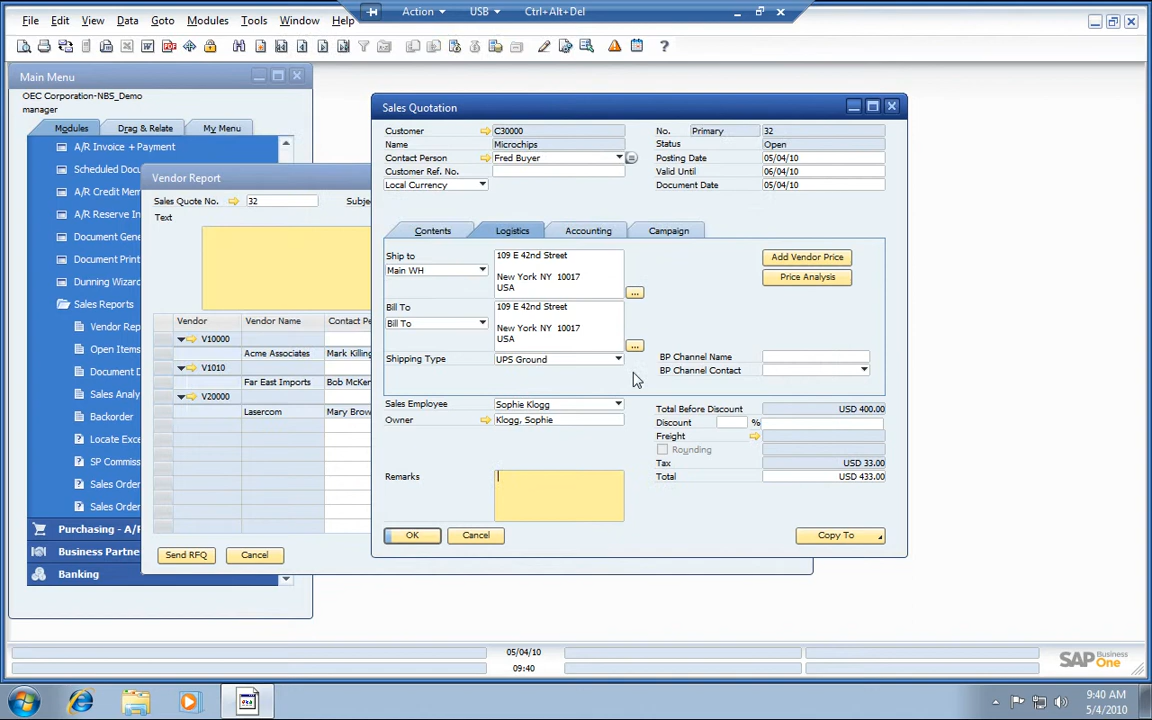 Action USB Ctrl+Alt+Del
File Edit View Data Goto Modules Tools Window Help
Main Menu
OEC Corporation-NBS_Demo
manager
Modules Drag & Relate My Menu
A/R Invoice + Payment
Scheduled Docu
A/R Credit Mem
A/R Reserve In
Document Gene
Document Print
Dunning Wizard
Sales Reports
Vendor Rep
Open Items
Document D
Sales Analy
Backorder
Locate Exce
SP Commis
Sales Order
Sales Order
Purchasing - A/P
Business Partne
Banking
Vendor Report
Sales Quote No. 32 Subje
Text
Vendor Vendor Name Contact Pe
V10000
Acme Associates Mark Killing
V1010
Far East Imports Bob McKen
V20000
Lasercom Mary Brow
Send RFQ Cancel
Sales Quotation
Customer C30000 No. Primary 32
Name Microchips Status Open
Contact Person Fred Buyer Posting Date 05/04/10
Customer Ref. No. Valid Until 06/04/10
Local Currency Document Date 05/04/10
Contents Logistics Accounting Campaign
Ship to 109 E 42nd Street Add Vendor Price
Main WH
New York NY 10017 Price Analysis
USA
...
Bill To 109 E 42nd Street
Bill To
New York NY 10017
USA
...
Shipping Type UPS Ground BP Channel Name
BP Channel Contact
Sales Employee Sophie Klogg Total Before Discount USD 400.00
Owner Klogg, Sophie Discount %
Freight
Rounding
Tax USD 33.00
Remarks Total USD 433.00
OK Cancel Copy To
05/04/10
09:40
SAP Business One
9:40 AM
5/4/2010